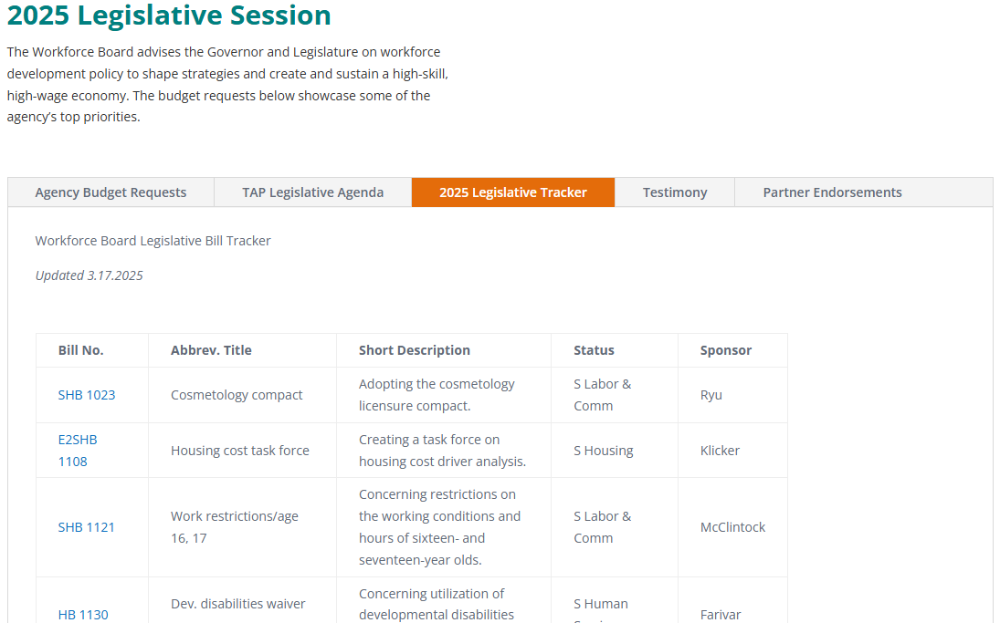 2025 Legislative Session
The Workforce Board advises the Governor and Legislature on workforce
development policy to shape strategies and create and sustain a high-skill,
high-wage economy. The budget requests below showcase some of the
agency’s top priorities.
Agency Budget Requests
TAP Legislative Agenda
2025 Legislative Tracker
Testimony
Partner Endorsements
Workforce Board Legislative Bill Tracker
Updated 3.17.2025
Bill No.
Abbrev. Title
Short Description
Status
Sponsor
SHB 1023
Cosmetology compact
Adopting the cosmetology
licensure compact.
S Labor &
Comm
Ryu
E2SHB
1108
Housing cost task force
Creating a task force on
housing cost driver analysis.
S Housing
Klicker
SHB 1121
Work restrictions/age
16, 17
Concerning restrictions on
the working conditions and
hours of sixteen- and
seventeen-year olds.
S Labor &
Comm
McClintock
HB 1130
Dev. disabilities waiver
Concerning utilization of
developmental disabilities
S Human
Farivar